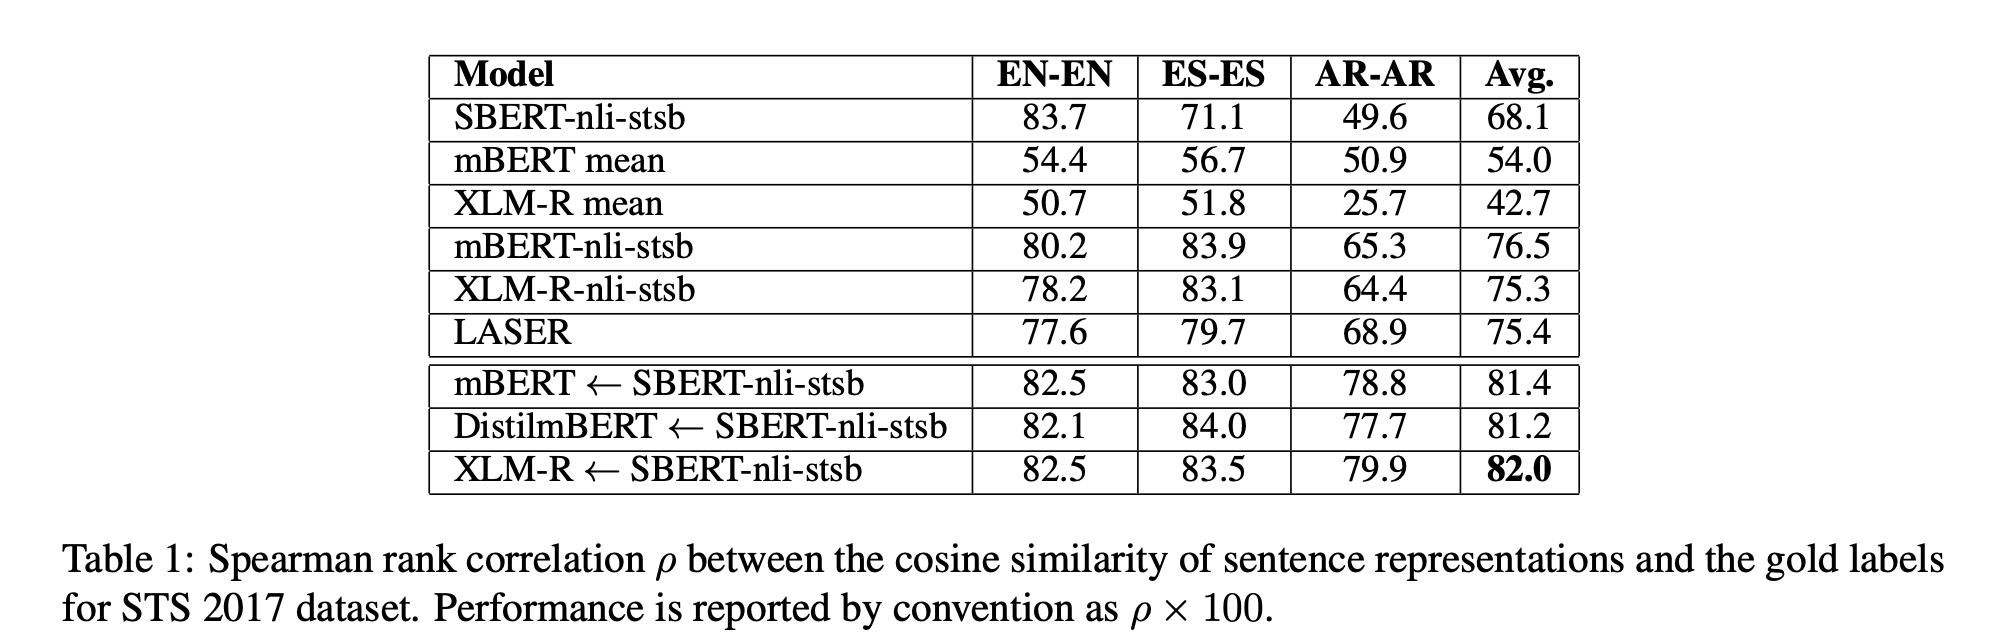 Model EN-EN ES-ES AR-AR Avg.
SBERT-nli-stsb 83.7 71.1 49.6 68.1
mBERT mean 54.4 56.7 50.9 54.0
XLM-R mean 50.7 51.8 25.7 42.7
mBERT-nli-stsb 80.2 83.9 65.3 76.5
XLM-R-nli-stsb 78.2 83.1 64.4 75.3
LASER 77.6 79.7 68.9 75.4
mBERT ← SBERT-nli-stsb 82.5 83.0 78.8 81.4
DistilmBERT ← SBERT-nli-stsb 82.1 84.0 77.7 81.2
XLM-R ← SBERT-nli-stsb 82.5 83.5 79.9 82.0
Table 1: Spearman rank correlation ρ between the cosine similarity of sentence representations and the gold labels
for STS 2017 dataset. Performance is reported by convention as ρ × 100.